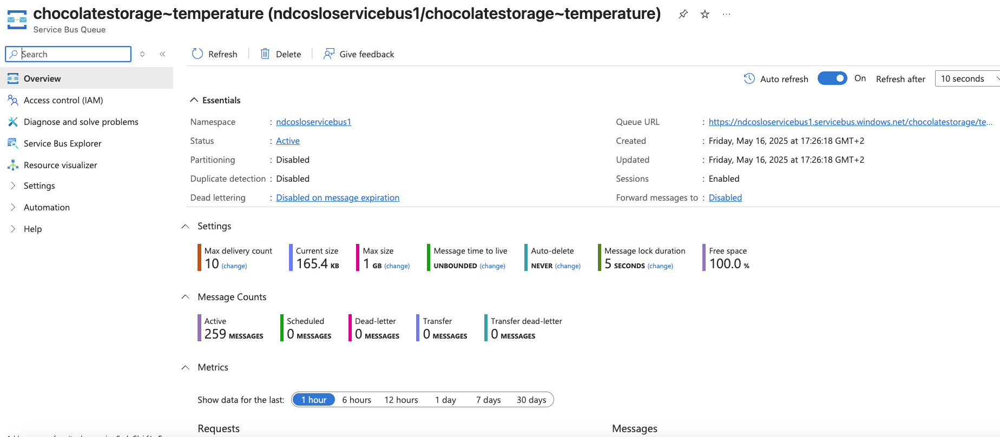 chocolatestorage~temperature (ndcosloservicebus1/chocolatestorage~temperature)
Service Bus Queue
Search
Refresh
Delete
Give feedback
Overview
Access control (IAM)
Diagnose and solve problems
Service Bus Explorer
Resource visualizer
Settings
Automation
Help
Auto refresh On Refresh after 10 seconds
Essentials
Namespace : ndcosloservicebus1
Status : Active
Partitioning : Disabled
Duplicate detection : Disabled
Dead lettering : Disabled on message expiration
Queue URL : https://ndcosloservicebus1.servicebus.windows.net/chocolatestorage/te...
Created : Friday, May 16, 2025 at 17:26:18 GMT+2
Updated : Friday, May 16, 2025 at 17:26:18 GMT+2
Sessions : Enabled
Forward messages to : Disabled
Settings
Max delivery count
10 (change)
Current size
165.4 KB
Max size
1 GB (change)
Message time to live
UNBOUNDED (change)
Auto-delete
NEVER (change)
Message lock duration
5 SECONDS (change)
Free space
100.0 %
Message Counts
Active
259 MESSAGES
Scheduled
0 MESSAGES
Dead-letter
0 MESSAGES
Transfer
0 MESSAGES
Transfer dead-letter
0 MESSAGES
Metrics
Show data for the last: 1 hour 6 hours 12 hours 1 day 7 days 30 days
Requests
Messages